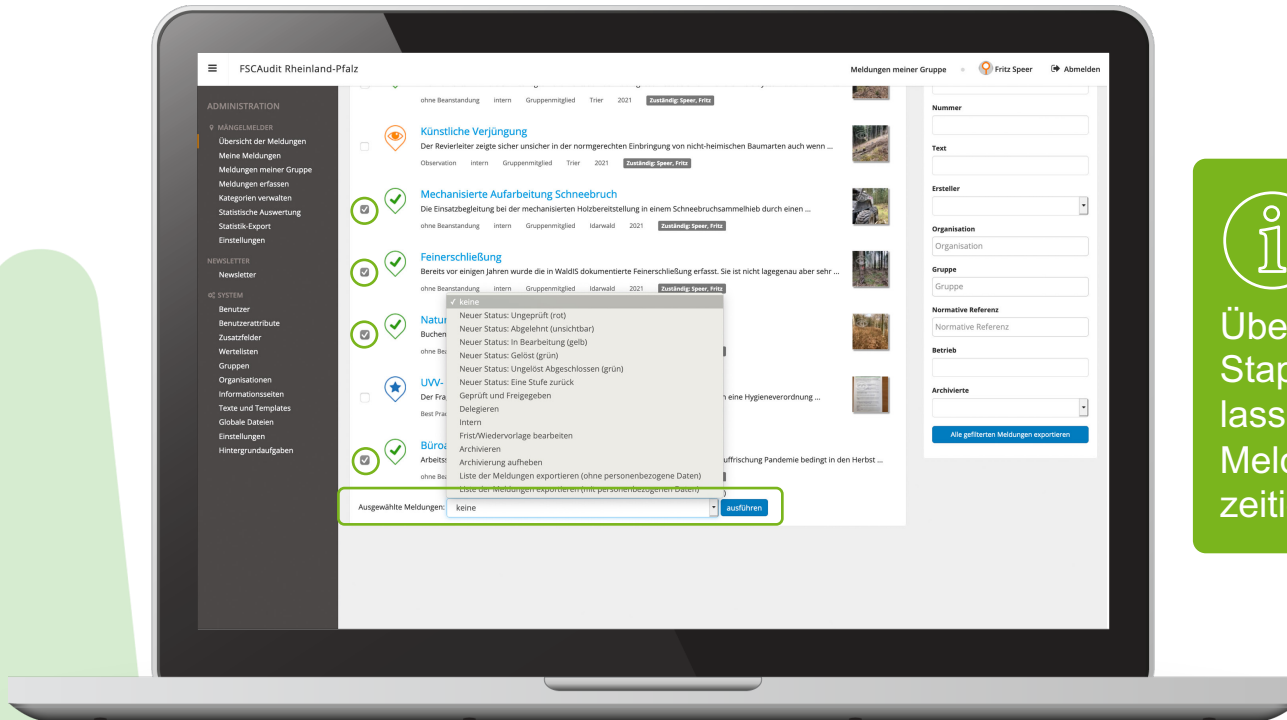 FSCAudit Rheinland-Pfalz
Meldungen meiner Gruppe
Fritz Speer
Abmelden
ADMINISTRATION
MÄNGELMELDER
Übersicht der Meldungen
Meine Meldungen
Meldungen meiner Gruppe
Meldungen erfassen
Kategorien verwalten
Statistische Auswertung
Statistik-Export
Einstellungen
NEWSLETTER
Newsletter
SYSTEM
Benutzer
Benutzerattribute
Zusatzfelder
Wertelisten
Gruppen
Organisationen
Informationsseiten
Texte und Templates
Globale Dateien
Einstellungen
Hintergrundaufgaben
ohne Beanstandung intern Gruppenmitglied Trier 2021 Zuständig: Speer, Fritz
Künstliche Verjüngung
Der Revierleiter zeigte sicher unsicher in der normgerechten Einbringung von nicht-heimischen Baumarten auch wenn ...
Observation intern Gruppenmitglied Trier 2021 Zuständig: Speer, Fritz
Mechanisierte Aufarbeitung Schneebruch
Die Einsatzbegleitung bei der mechanisierten Holzbereitstellung in einem Schneebruchsammelhieb durch einen ...
ohne Beanstandung intern Gruppenmitglied Idarwald 2021 Zuständig: Speer, Fritz
Feinerschließung
Bereits vor einigen Jahren wurde die in WaldIS dokumentierte Feinerschließung erfasst. Sie ist nicht lagegenau aber sehr ...
ohne Beanstandung intern Gruppenmitglied Idarwald 2021 Zuständig: Speer, Fritz
Natur
Buchen
ohne Bea
UVV-
Der Fra
eine Hygieneverordnung ...
Best Prac
Büroa
Arbeitss
uffrischung Pandemie bedingt in den Herbst ...
ohne Bea
✓ keine
Neuer Status: Ungeprüft (rot)
Neuer Status: Abgelehnt (unsichtbar)
Neuer Status: In Bearbeitung (gelb)
Neuer Status: Gelöst (grün)
Neuer Status: Ungelöst Abgeschlossen (grün)
Neuer Status: Eine Stufe zurück
Geprüft und Freigegeben
Delegieren
Intern
Frist/Wiedervorlage bearbeiten
Archivieren
Archivierung aufheben
Liste der Meldungen exportieren (ohne personenbezogene Daten)
Liste der Meldungen exportieren (mit personenbezogenen Daten)
Ausgewählte Meldungen: keine ausführen
Nummer
Text
Ersteller
Organisation
Organisation
Gruppe
Gruppe
Normative Referenz
Normative Referenz
Betrieb
Archivierte
Alle gefilterten Meldungen exportieren
Übe
Stap
lass
Meld
zeiti